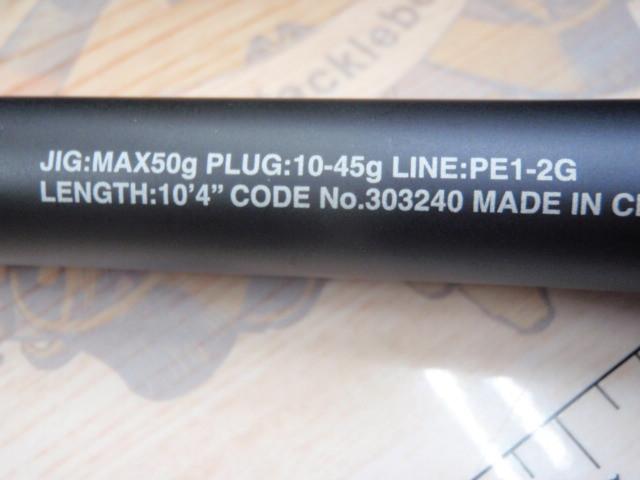 JIG:MAX50g PLUG:10-45g LINE:PE1-2G
LENGTH:10'4” CODE No.303240 MADE IN